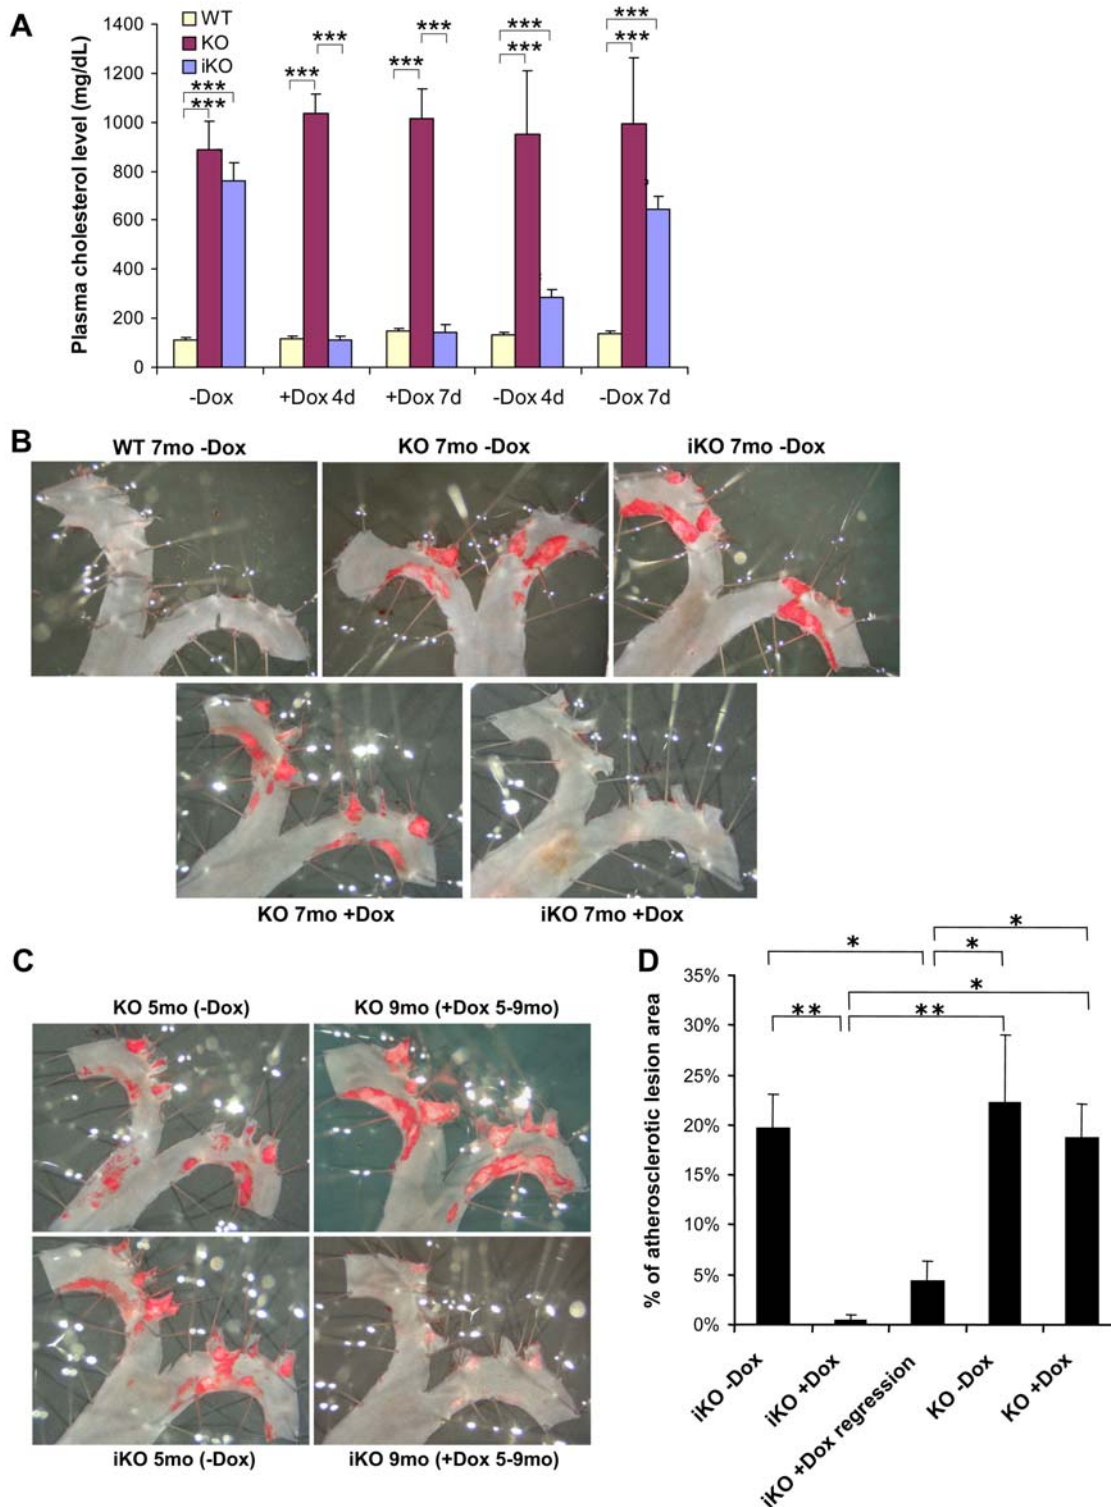 A
Plasma cholesterol level (mg/dL)
1400
1200
1000
800
600
400
200
0
WT
KO
iKO
***
***
***
***
***
***
***
***
***
***
-Dox
+Dox 4d
+Dox 7d
-Dox 4d
-Dox 7d
B
WT 7mo -Dox
KO 7mo -Dox
iKO 7mo -Dox
KO 7mo +Dox
iKO 7mo +Dox
C
KO 5mo (-Dox)
KO 9mo (+Dox 5-9mo)
iKO 5mo (-Dox)
iKO 9mo (+Dox 5-9mo)
D
% of atherosclerotic lesion area
35%
30%
25%
20%
15%
10%
5%
0%
*
*
*
*
**
**
iKO -Dox
iKO +Dox
iKO +Dox regression
KO -Dox
KO +Dox